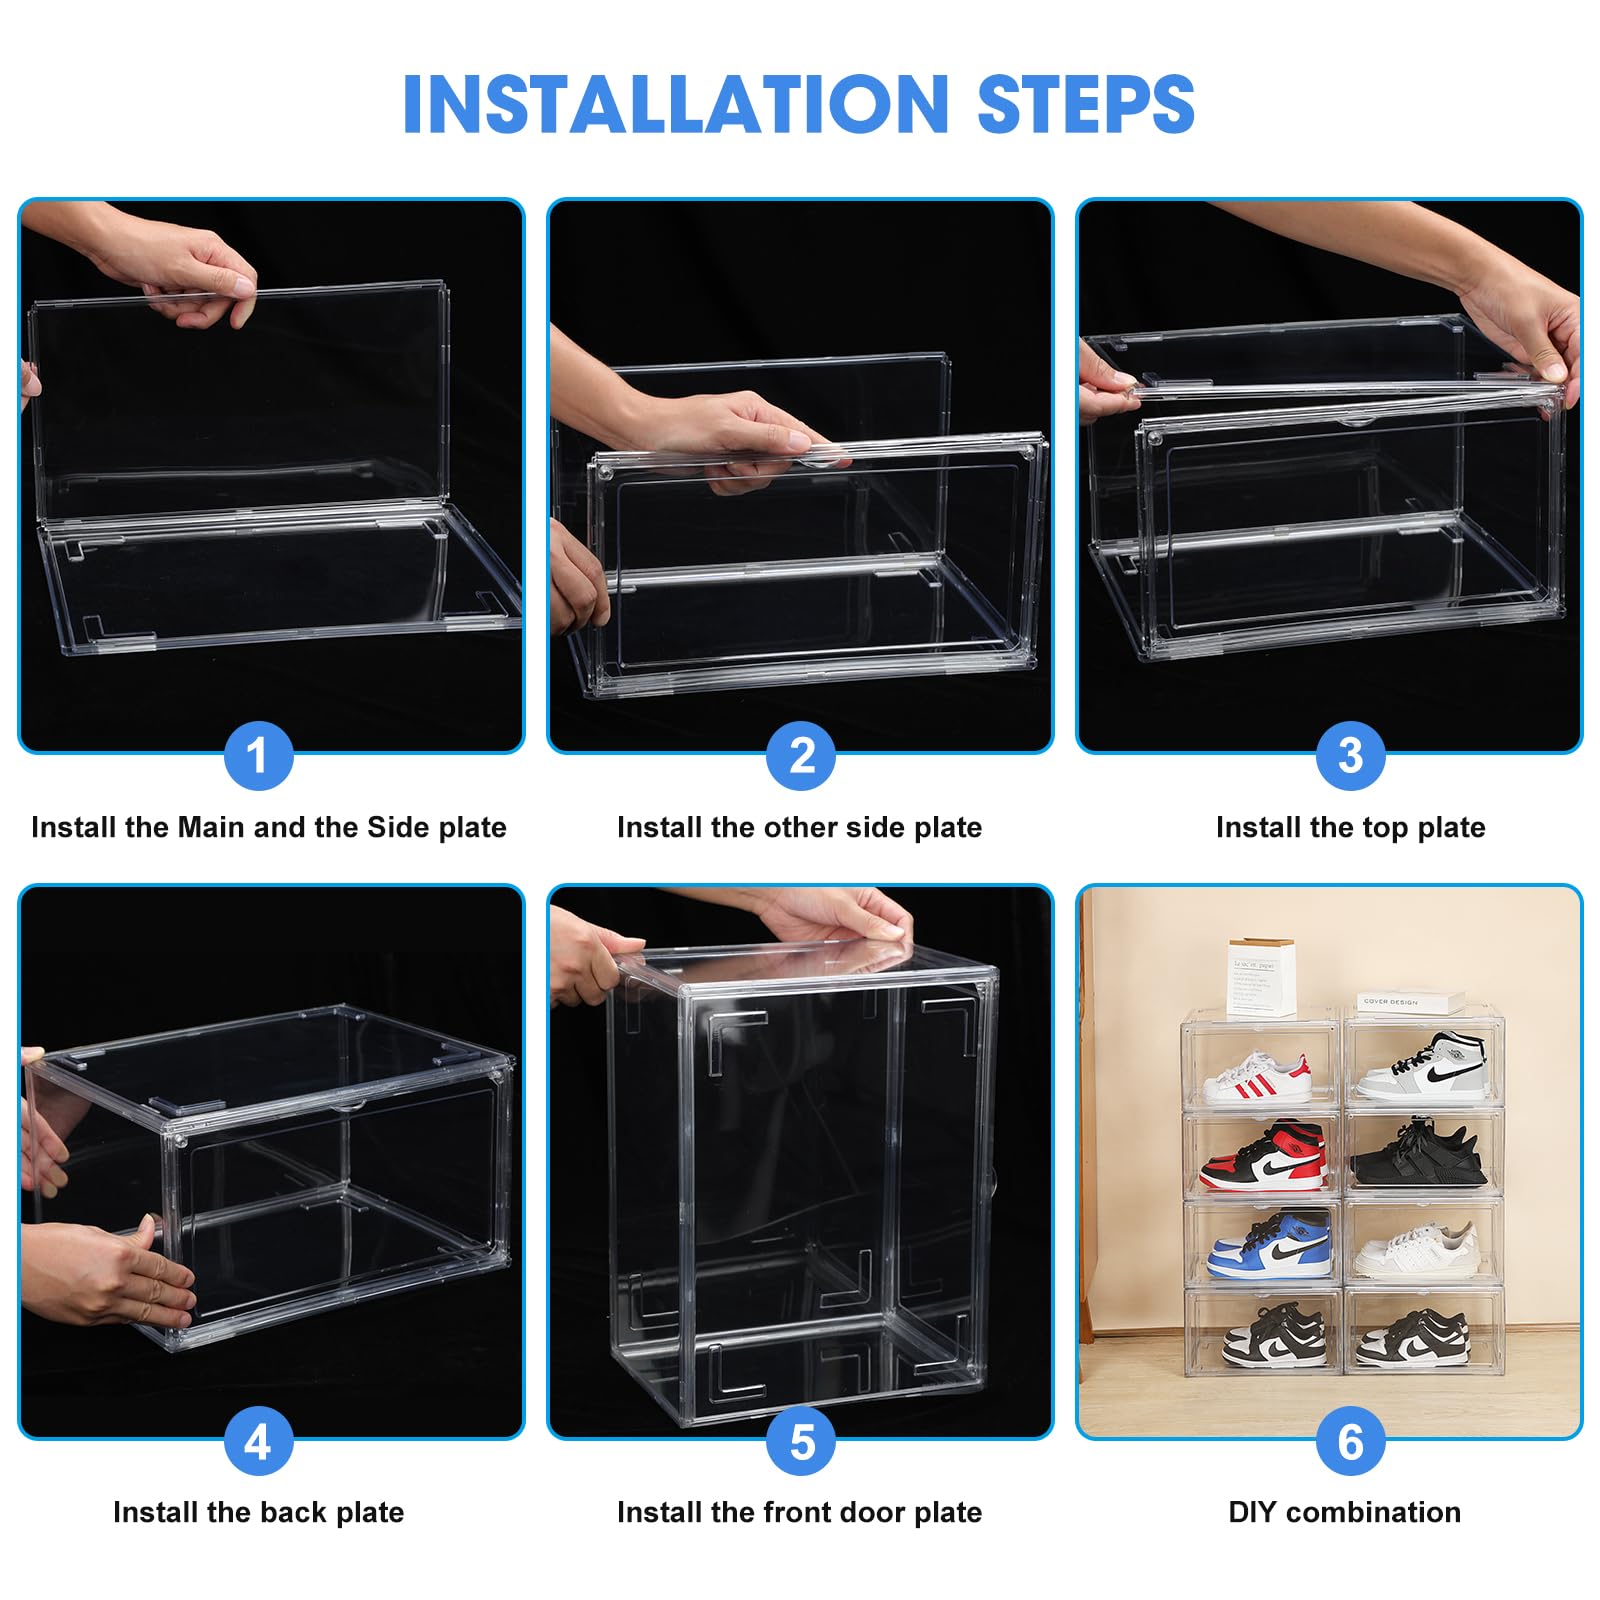 INSTALLATION STEPS
1
Install the Main and the Side plate
2
Install the other side plate
3
Install the top plate
4
Install the back plate
5
Install the front door plate
6
DIY combination
COVER DESIGN